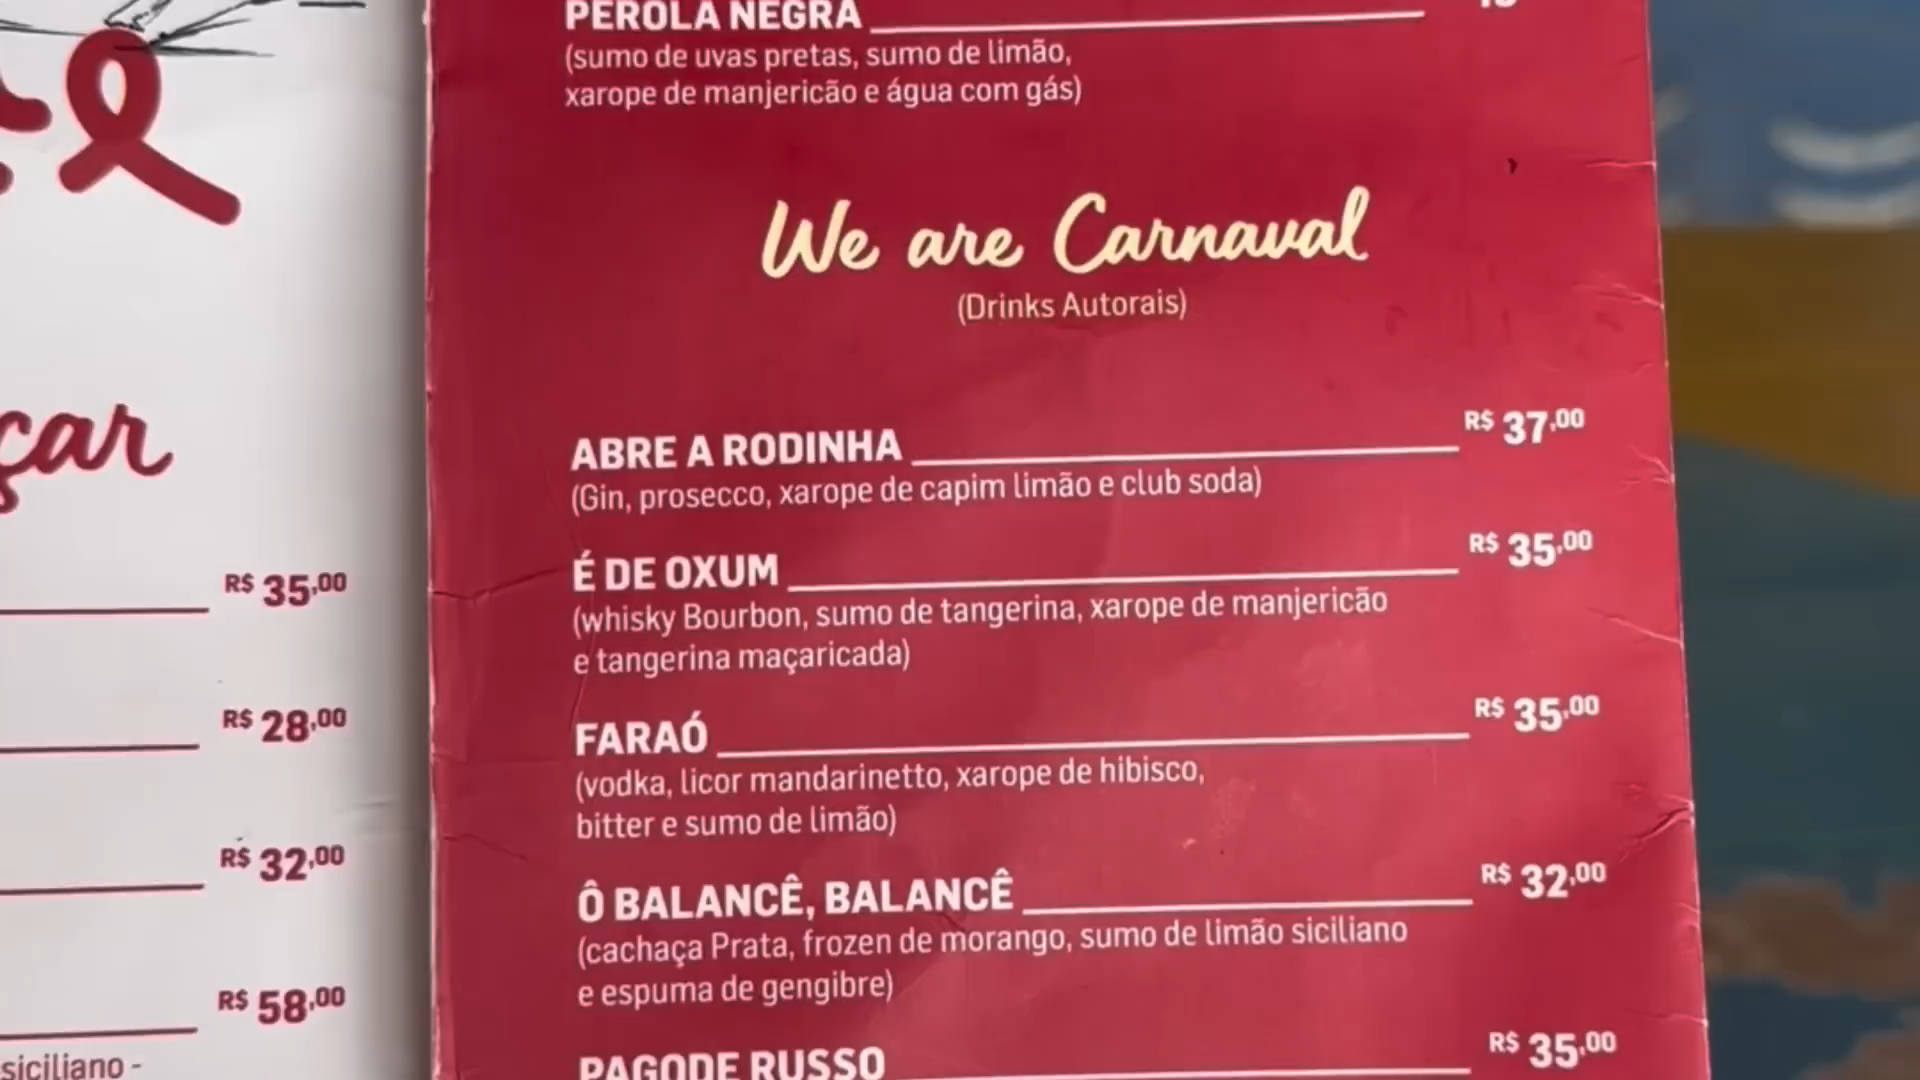 çar
R$ 35,00
R$ 28,00
R$ 32,00
R$ 58,00
siciliano -
PÉROLA NEGRA
(sumo de uvas pretas, sumo de limão,
xarope de manjericão e água com gás)
We are Carnaval
(Drinks Autorais)
ABRE A RODINHA R$ 37,00
(Gin, prosecco, xarope de capim limão e club soda)
É DE OXUM R$ 35,00
(whisky Bourbon, sumo de tangerina, xarope de manjericão
e tangerina maçaricada)
FARAÓ R$ 35,00
(vodka, licor mandarinetto, xarope de hibisco,
bitter e sumo de limão)
Ô BALANCÊ, BALANCÊ R$ 32,00
(cachaça Prata, frozen de morango, sumo de limão siciliano
e espuma de gengibre)
PAGODE RUSSO R$ 35,00